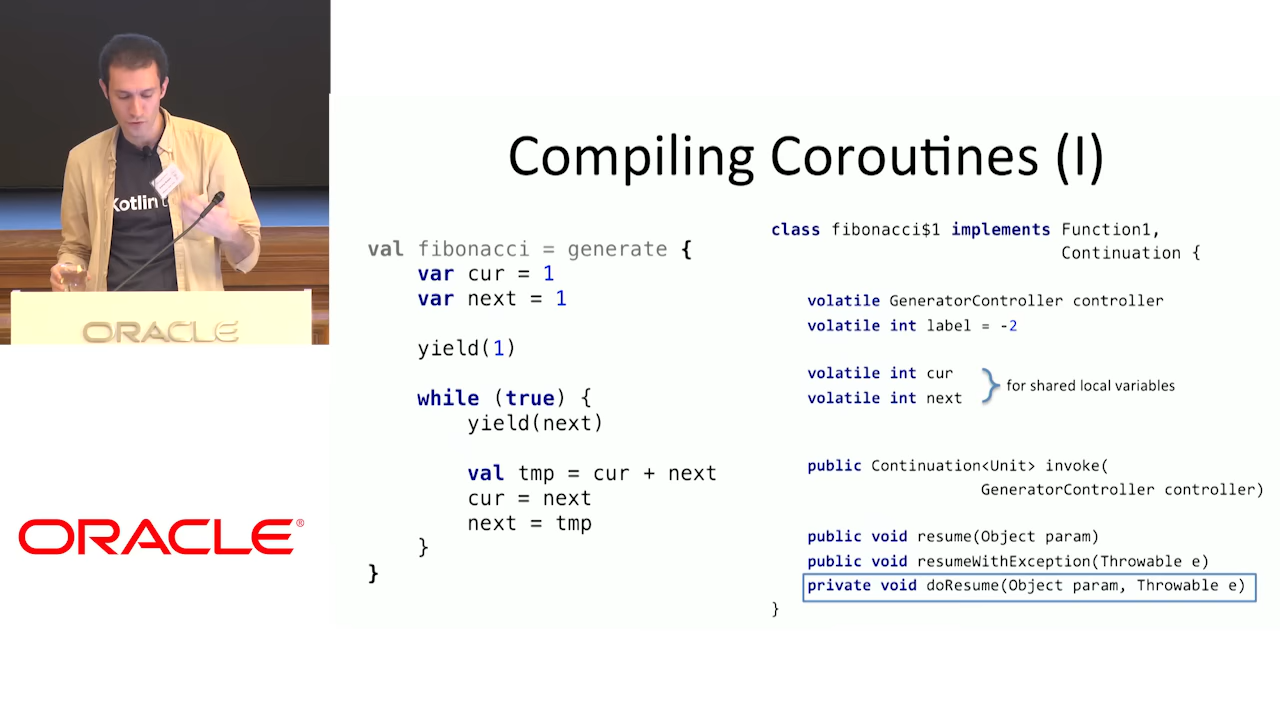 Kotlin
ORACLE
ORACLE®
Compiling Coroutines (I)
val fibonacci = generate {
var cur = 1
var next = 1
yield(1)
while (true) {
yield(next)
val tmp = cur + next
cur = next
next = tmp
}
}
class fibonacci$1 implements Function1,
Continuation {
volatile GeneratorController controller
volatile int label = -2
volatile int cur
volatile int next
for shared local variables
public Continuation<Unit> invoke(
GeneratorController controller)
public void resume(Object param)
public void resumeWithException(Throwable e)
private void doResume(Object param, Throwable e)
}